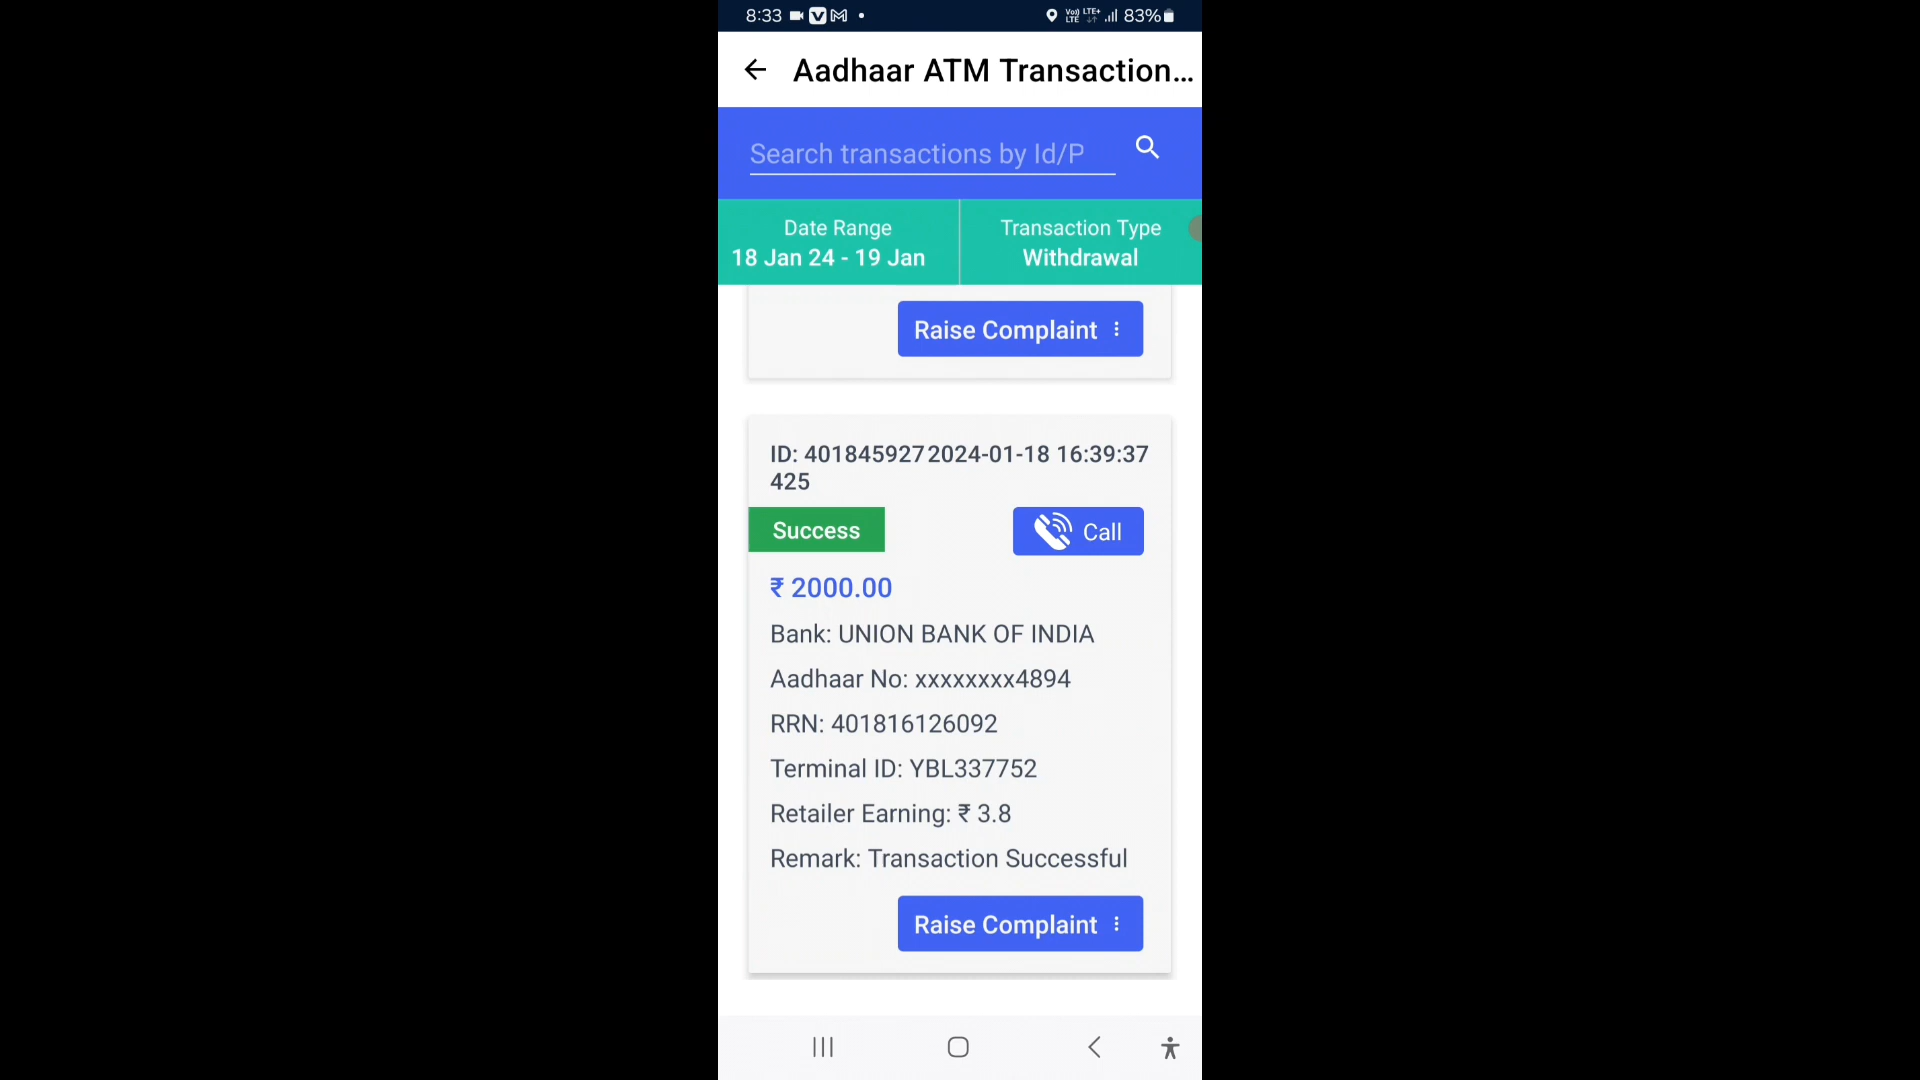 8:33 83%
Aadhaar ATM Transaction...
Search transactions by Id/P
Date Range Transaction Type
18 Jan 24 - 19 Jan Withdrawal
Raise Complaint
ID: 401845927 2024-01-18 16:39:37
425
Success Call
₹ 2000.00
Bank: UNION BANK OF INDIA
Aadhaar No: xxxxxxxx4894
RRN: 401816126092
Terminal ID: YBL337752
Retailer Earning: ₹ 3.8
Remark: Transaction Successful
Raise Complaint